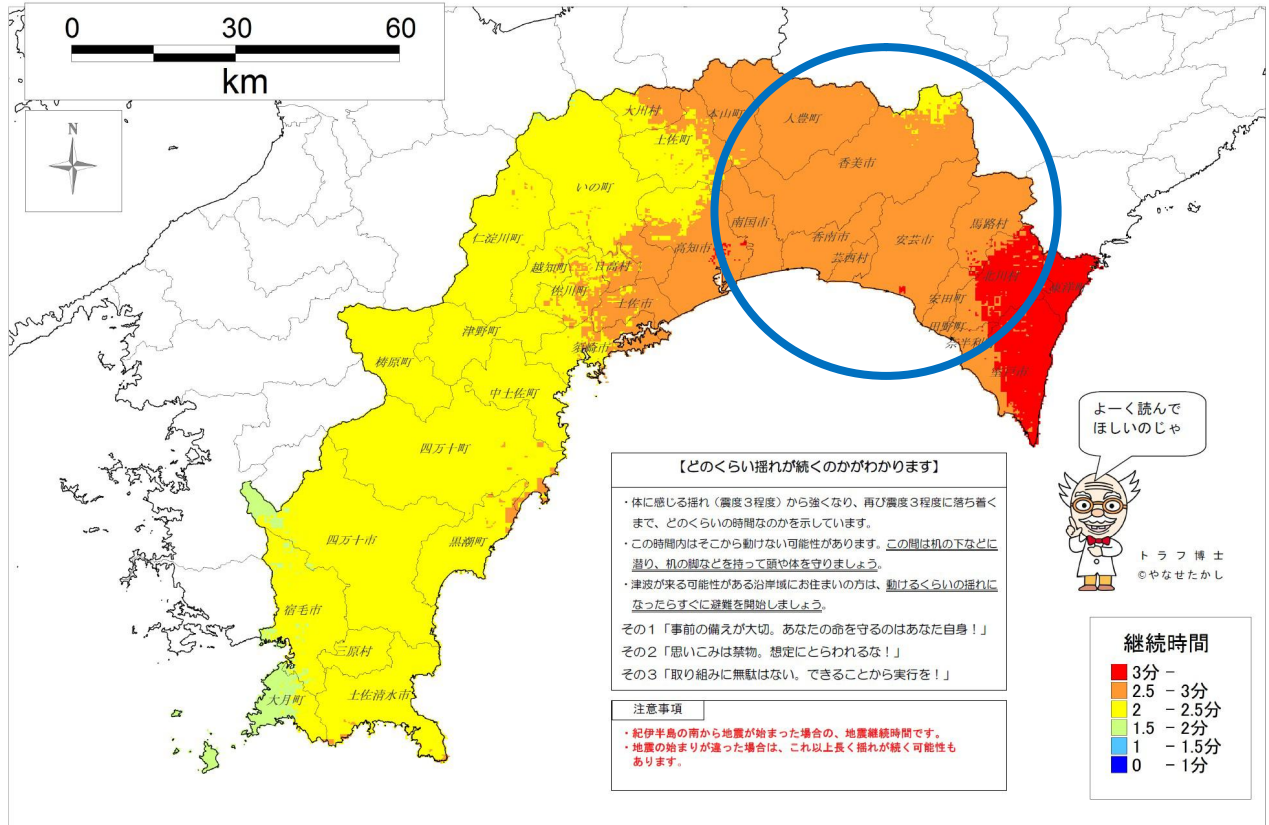 0 30 60
km
N
大川村
本山町
大豊町
土佐町
香美市
いの町
南国市
馬路村
仁淀川町
高知市
香南市
安芸市
越知町
日高村
芸西村
北川村
東洋町
佐川町
土佐市
安田町
津野町
田野町
須崎市
奈半利町
梼原町
室戸市
中土佐町
四万十町
四万十市
黒潮町
宿毛市
三原村
大月町
土佐清水市
よーく読んで
ほしいのじゃ
トラフ博士
©やなせたかし
【どのくらい揺れが続くのかがわかります】
・体に感じる揺れ（震度３程度）から強くなり、再び震度３程度に落ち着く
まで、どのくらいの時間なのかを示しています。
・この時間内はそこから動けない可能性があります。この間は机の下などに
潜り、机の脚などを持って頭や体を守りましょう。
・津波が来る可能性がある沿岸域にお住まいの方は、動けるくらいの揺れに
なったらすぐに避難を開始しましょう。
その１「事前の備えが大切。あなたの命を守るのはあなた自身！」
その２「思いこみは禁物。想定にとらわれるな！」
その３「取り組みに無駄はない。できることから実行を！」
注意事項
・紀伊半島の南から地震が始まった場合の、地震継続時間です。
・地震の始まりが違った場合は、これ以上長く揺れが続く可能性も
あります。
継続時間
3分 -
2.5 - 3分
2 - 2.5分
1.5 - 2分
1 - 1.5分
0 - 1分